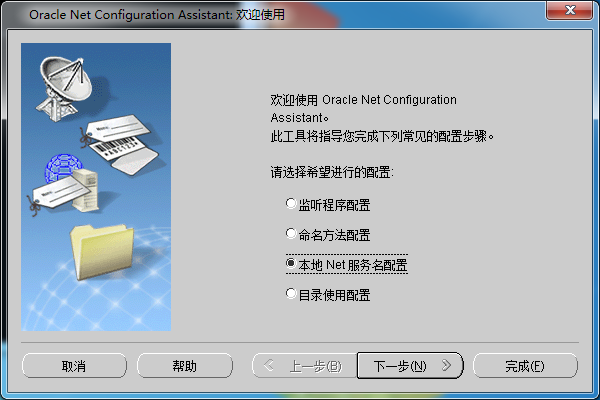 Oracle Net Configuration Assistant: 欢迎使用
欢迎使用 Oracle Net Configuration
Assistant。
此工具将指导您完成下列常见的配置步骤。
请选择希望进行的配置:
监听程序配置
命名方法配置
本地 Net 服务名配置
目录使用配置
取消
帮助
上一步(B)
下一步(N)
完成(F)